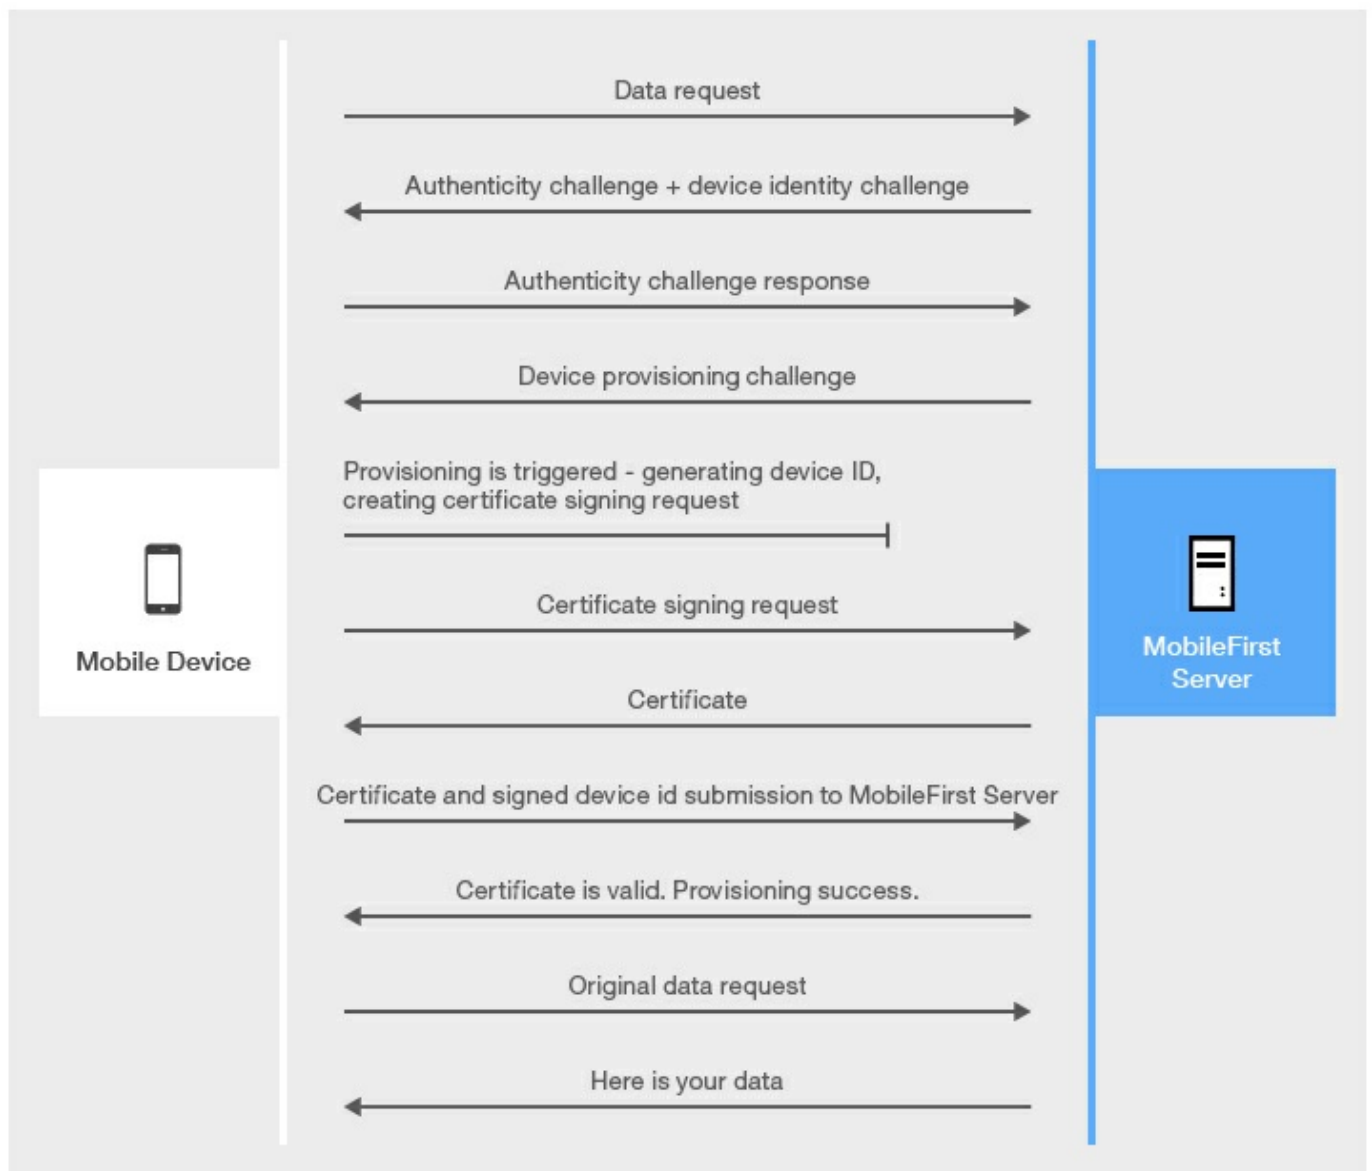 Data request
Authenticity challenge + device identity challenge
Authenticity challenge response
Device provisioning challenge
Provisioning is triggered - generating device ID,
creating certificate signing request
Certificate signing request
Mobile Device
MobileFirst
Server
Certificate
Certificate and signed device id submission to MobileFirst Server
Certificate is valid. Provisioning success.
Original data request
Here is your data